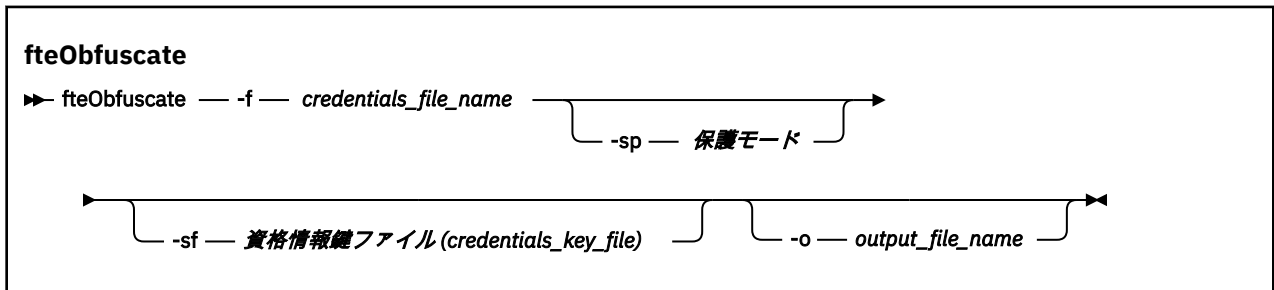 fteObfuscate
fteObfuscate -f credentials_file_name
-sp 保護モード
-sf 資格情報鍵ファイル (credentials_key_file) -o output_file_name